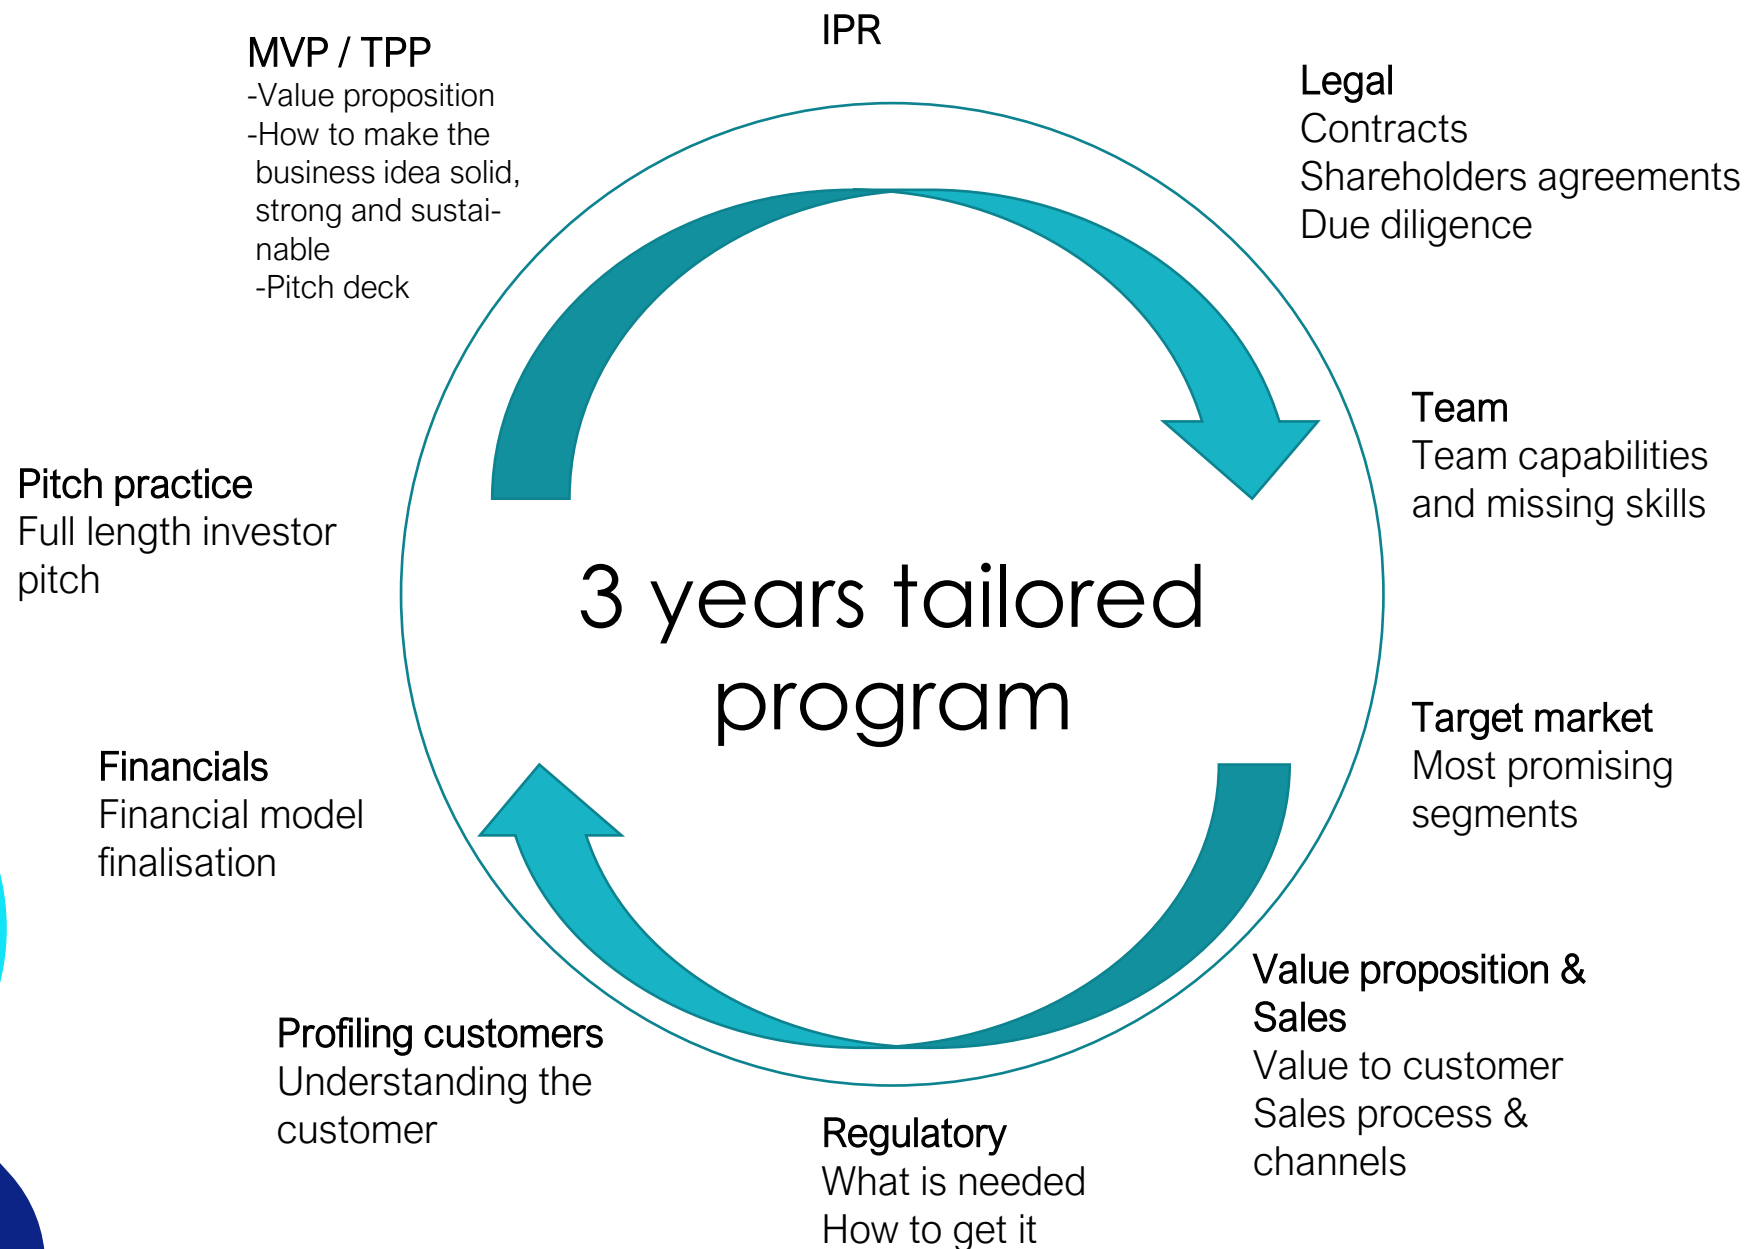 IPR
MVP / TPP
-Value proposition
-How to make the
business idea solid,
strong and sustai-
nable
-Pitch deck
Legal
Contracts
Shareholders agreements
Due diligence
Team
Team capabilities
and missing skills
Pitch practice
Full length investor
pitch
3 years tailored
program
Target market
Most promising
segments
Financials
Financial model
finalisation
Value proposition &
Sales
Value to customer
Sales process &
channels
Profiling customers
Understanding the
customer
Regulatory
What is needed
How to get it